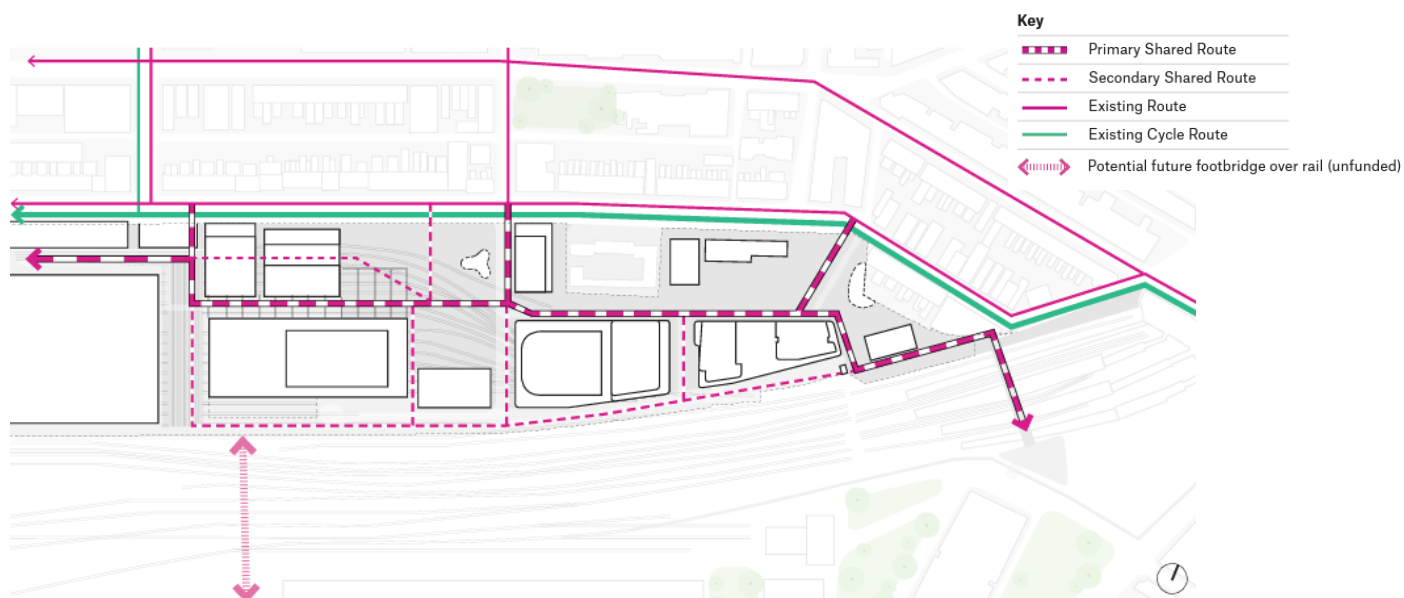 Key
Primary Shared Route
Secondary Shared Route
Existing Route
Existing Cycle Route
Potential future footbridge over rail (unfunded)